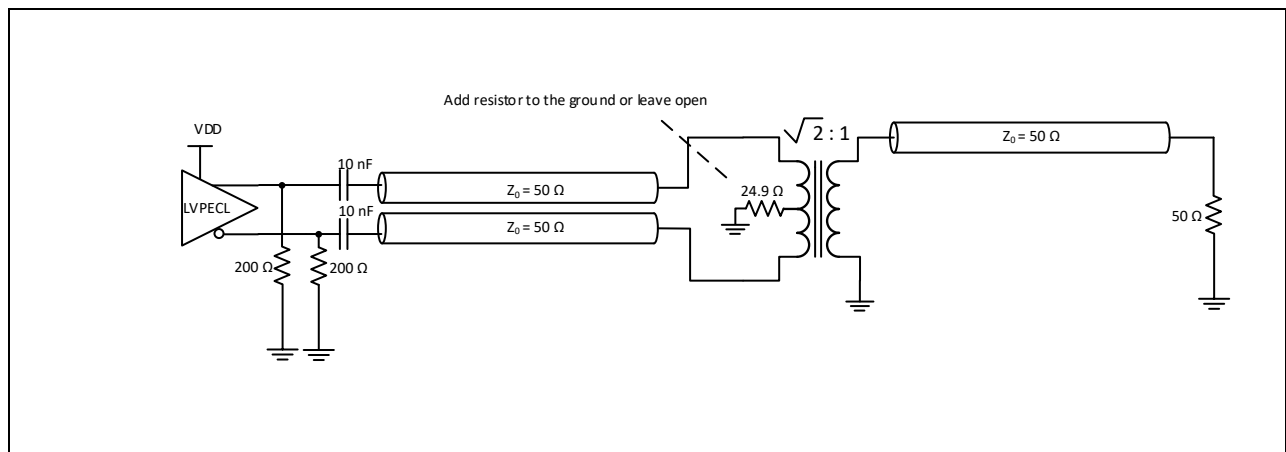 Add resistor to the ground or leave open
VDD
√2 : 1
Z₀ = 50 Ω
10 nF
Z₀ = 50 Ω
LVPECL
24.9 Ω
10 nF
50 Ω
Z₀ = 50 Ω
200 Ω
200 Ω